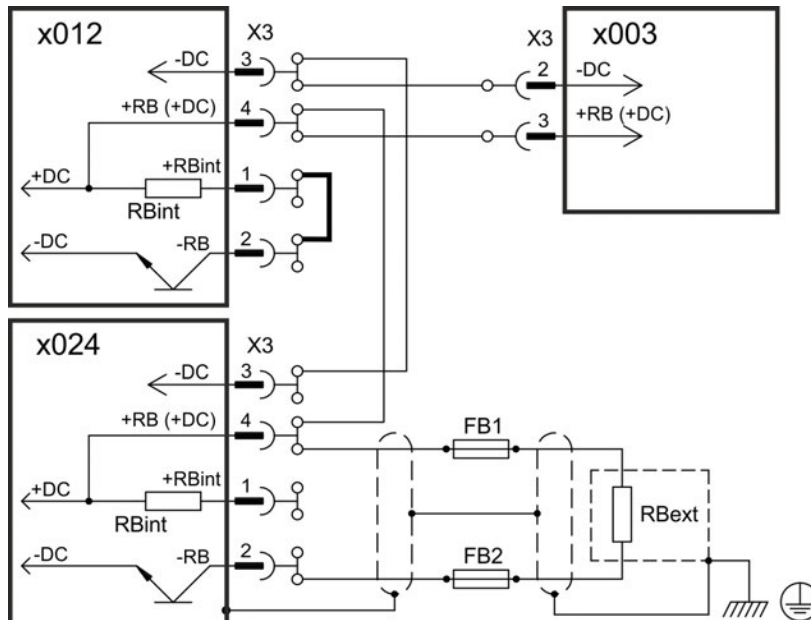 x012
X3
3
-DC
+RB (+DC)
4
+DC
+RBint
1
RBint
-DC
-RB
2
X3
x003
2
-DC
3
+RB (+DC)
x024
X3
-DC
3
+RB (+DC)
4
+DC
+RBint
1
RBint
-DC
-RB
2
FB1
FB2
RBext